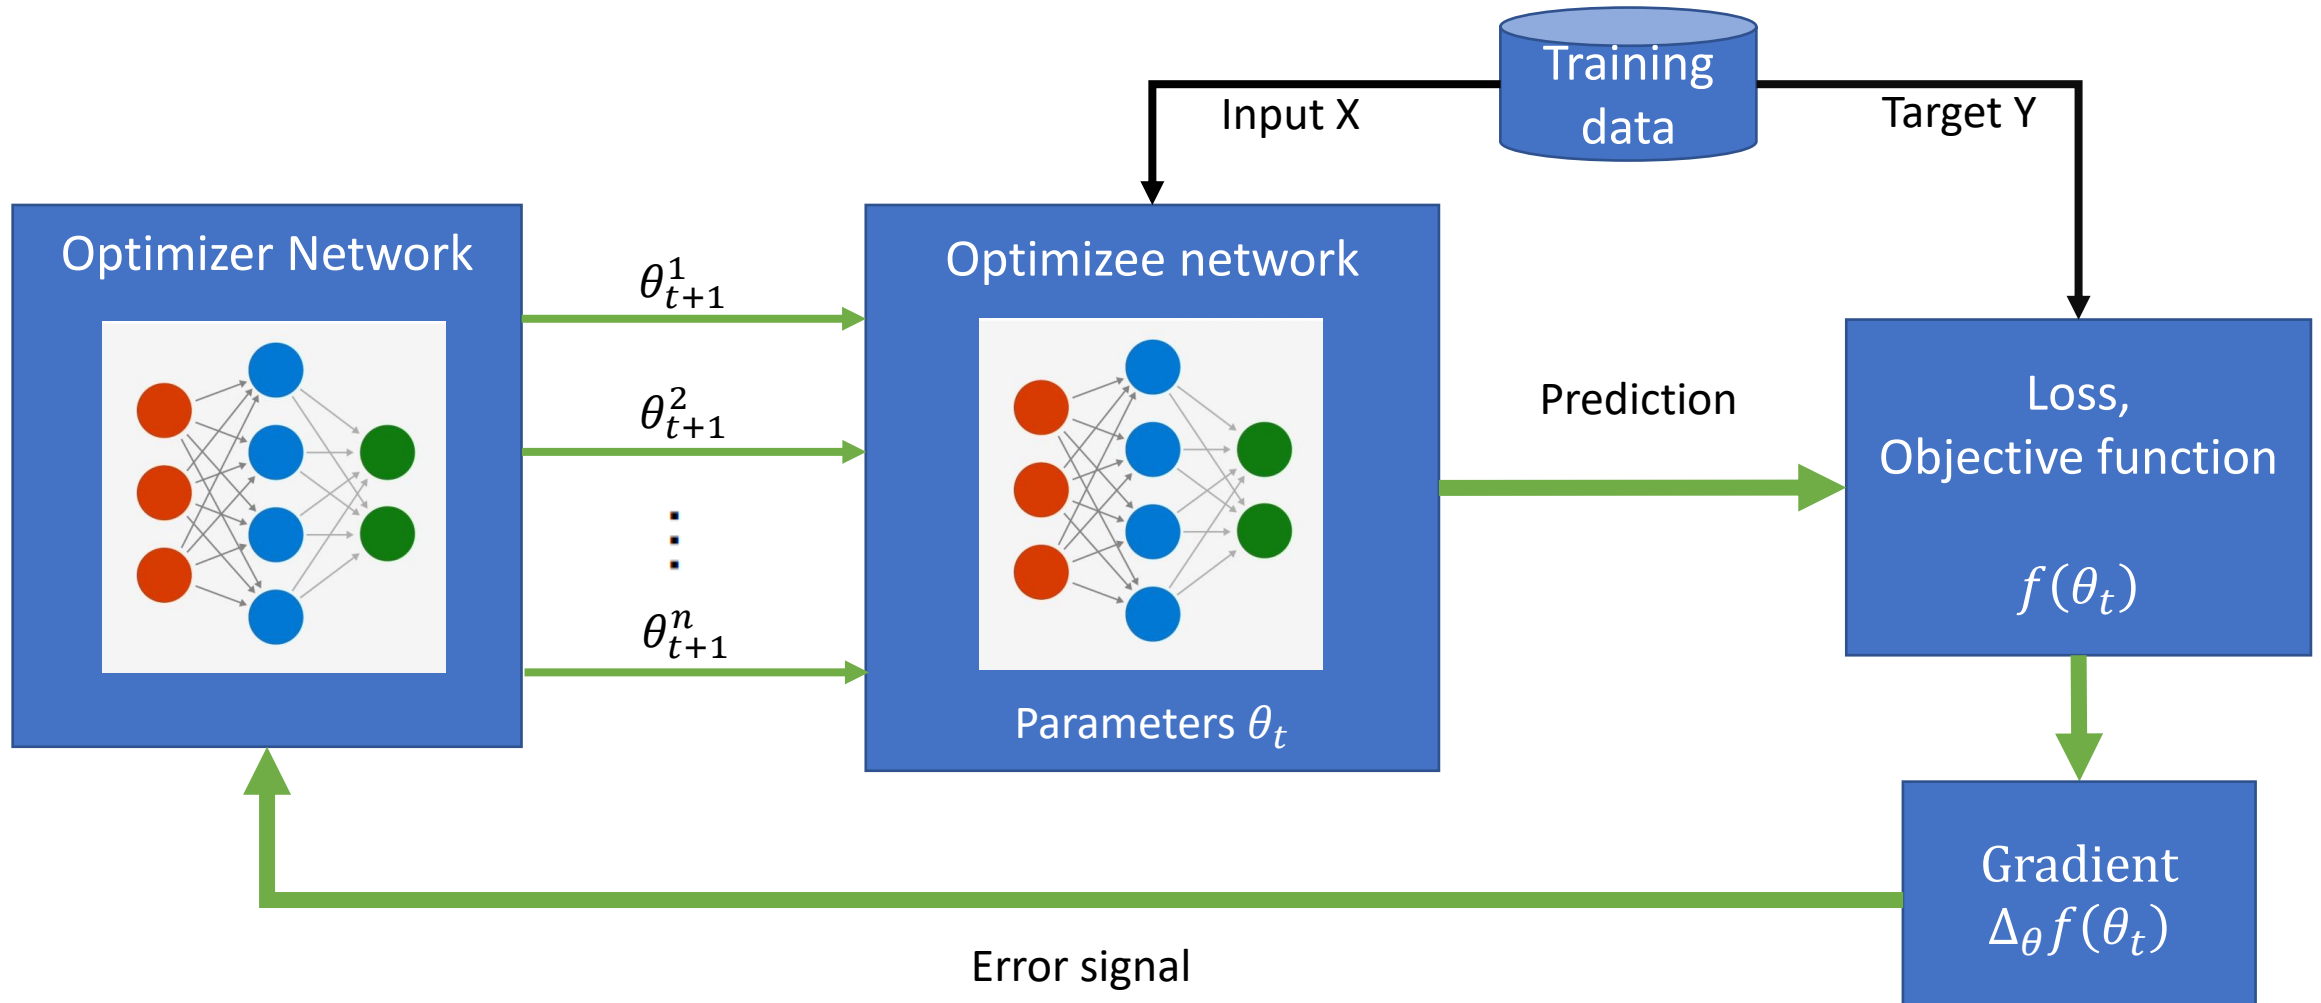 Training
data
Input X
Target Y
Optimizer Network
Optimizee network
θ¹ₜ₊₁
θ²ₜ₊₁
⋮
θⁿₜ₊₁
Parameters θₜ
Prediction
Loss,
Objective function
f(θₜ)
Gradient
Δ_θ f(θₜ)
Error signal